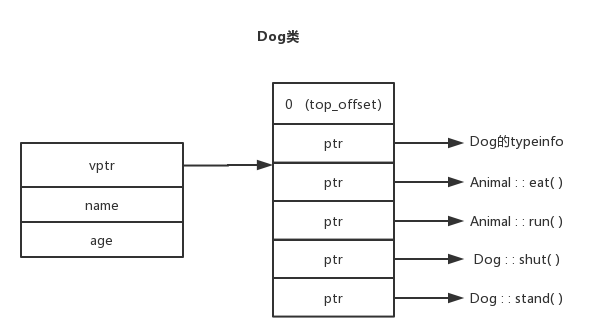 Dog类
0 (top_offset)
ptr
Dog的typeinfo
vptr
ptr
Animal : : eat( )
name
ptr
Animal : : run( )
age
ptr
Dog : : shut( )
ptr
Dog : : stand( )